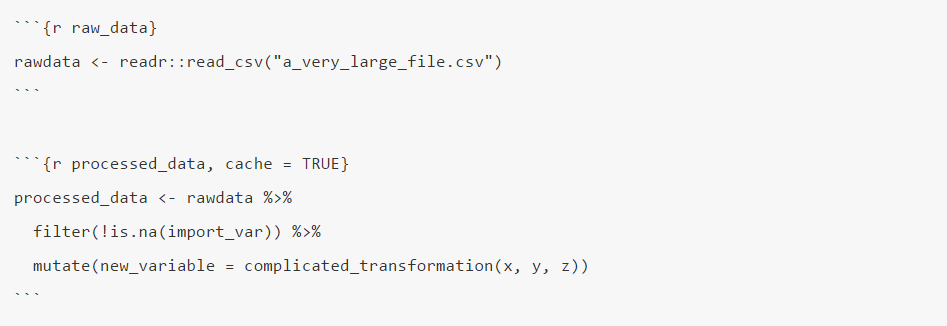 ```{r raw_data}
rawdata <- readr::read_csv("a_very_large_file.csv")
```
```{r processed_data, cache = TRUE}
processed_data <- rawdata %>%
  filter(!is.na(import_var)) %>%
  mutate(new_variable = complicated_transformation(x, y, z))
```